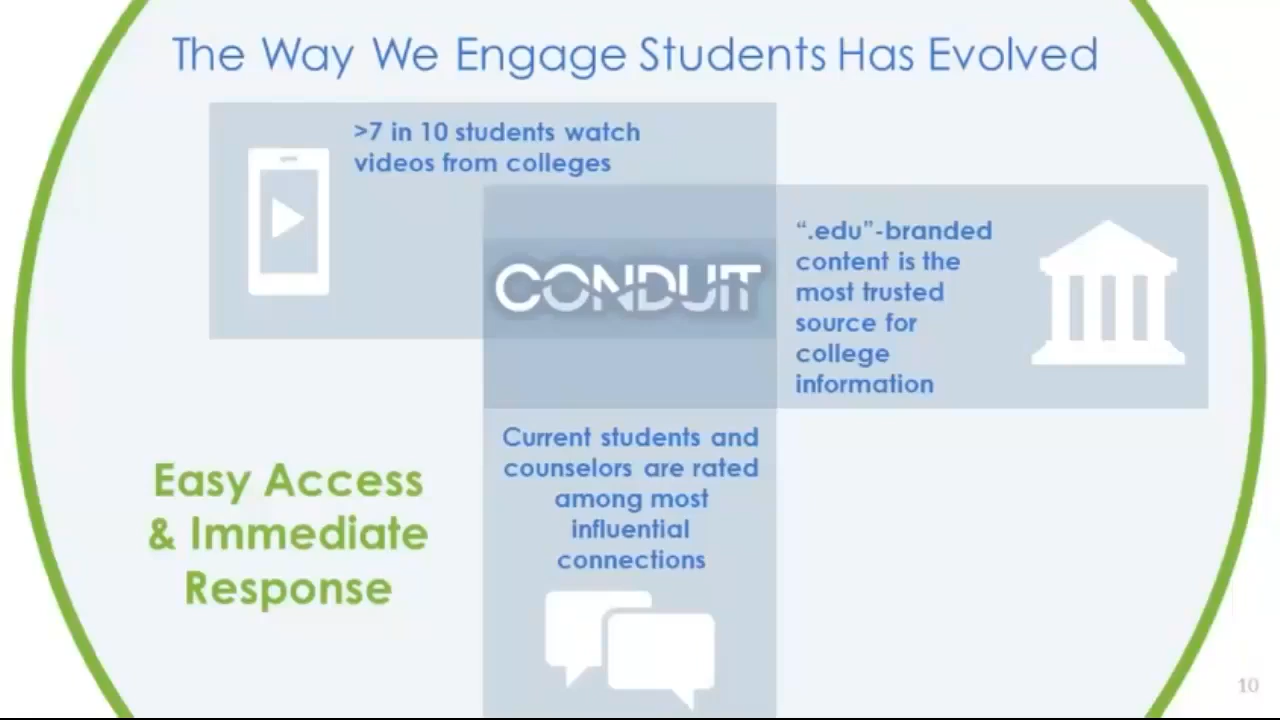 The Way We Engage Students Has Evolved
>7 in 10 students watch
videos from colleges
CONDUIT
“.edu”-branded
content is the
most trusted
source for
college
information
Current students and
counselors are rated
among most
influential
connections
Easy Access
& Immediate
Response
10